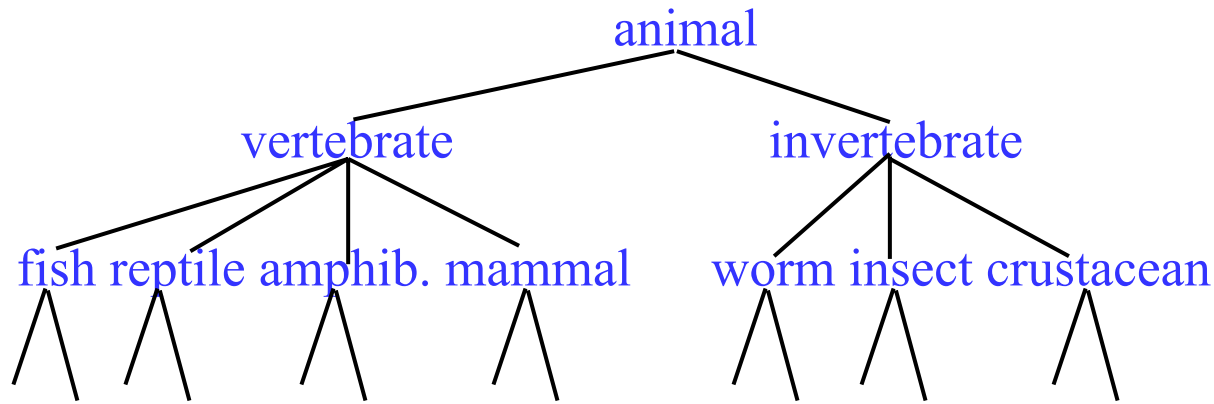 animal
vertebrate invertebrate
fish reptile amphib. mammal worm insect crustacean